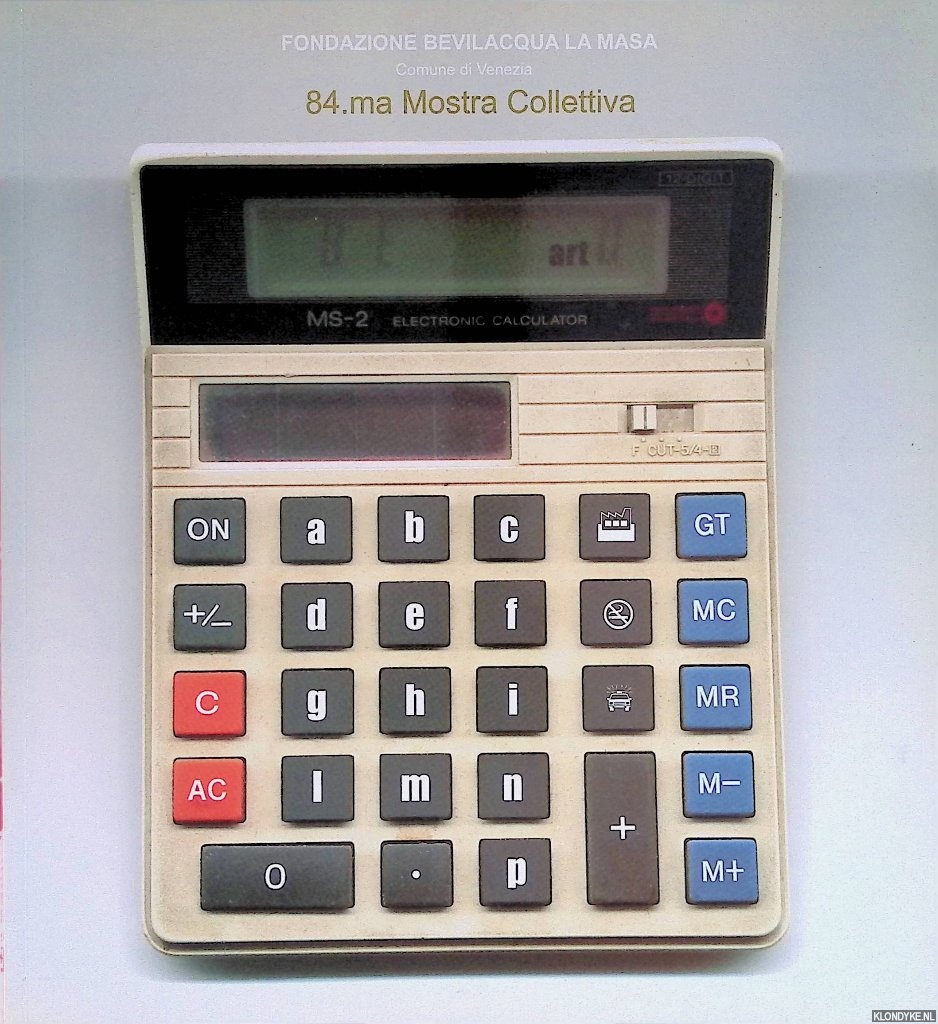 FONDAZIONE BEVILACQUA LA MASA
Comune di Venezia
84.ma Mostra Collettiva
art
MS-2 ELECTRONIC CALCULATOR
F CUT-5/4-
ON a b c GT
+/− d e f MC
C g h i MR
AC l m n M−
+
0 · p M+
KLONDYKE.NL